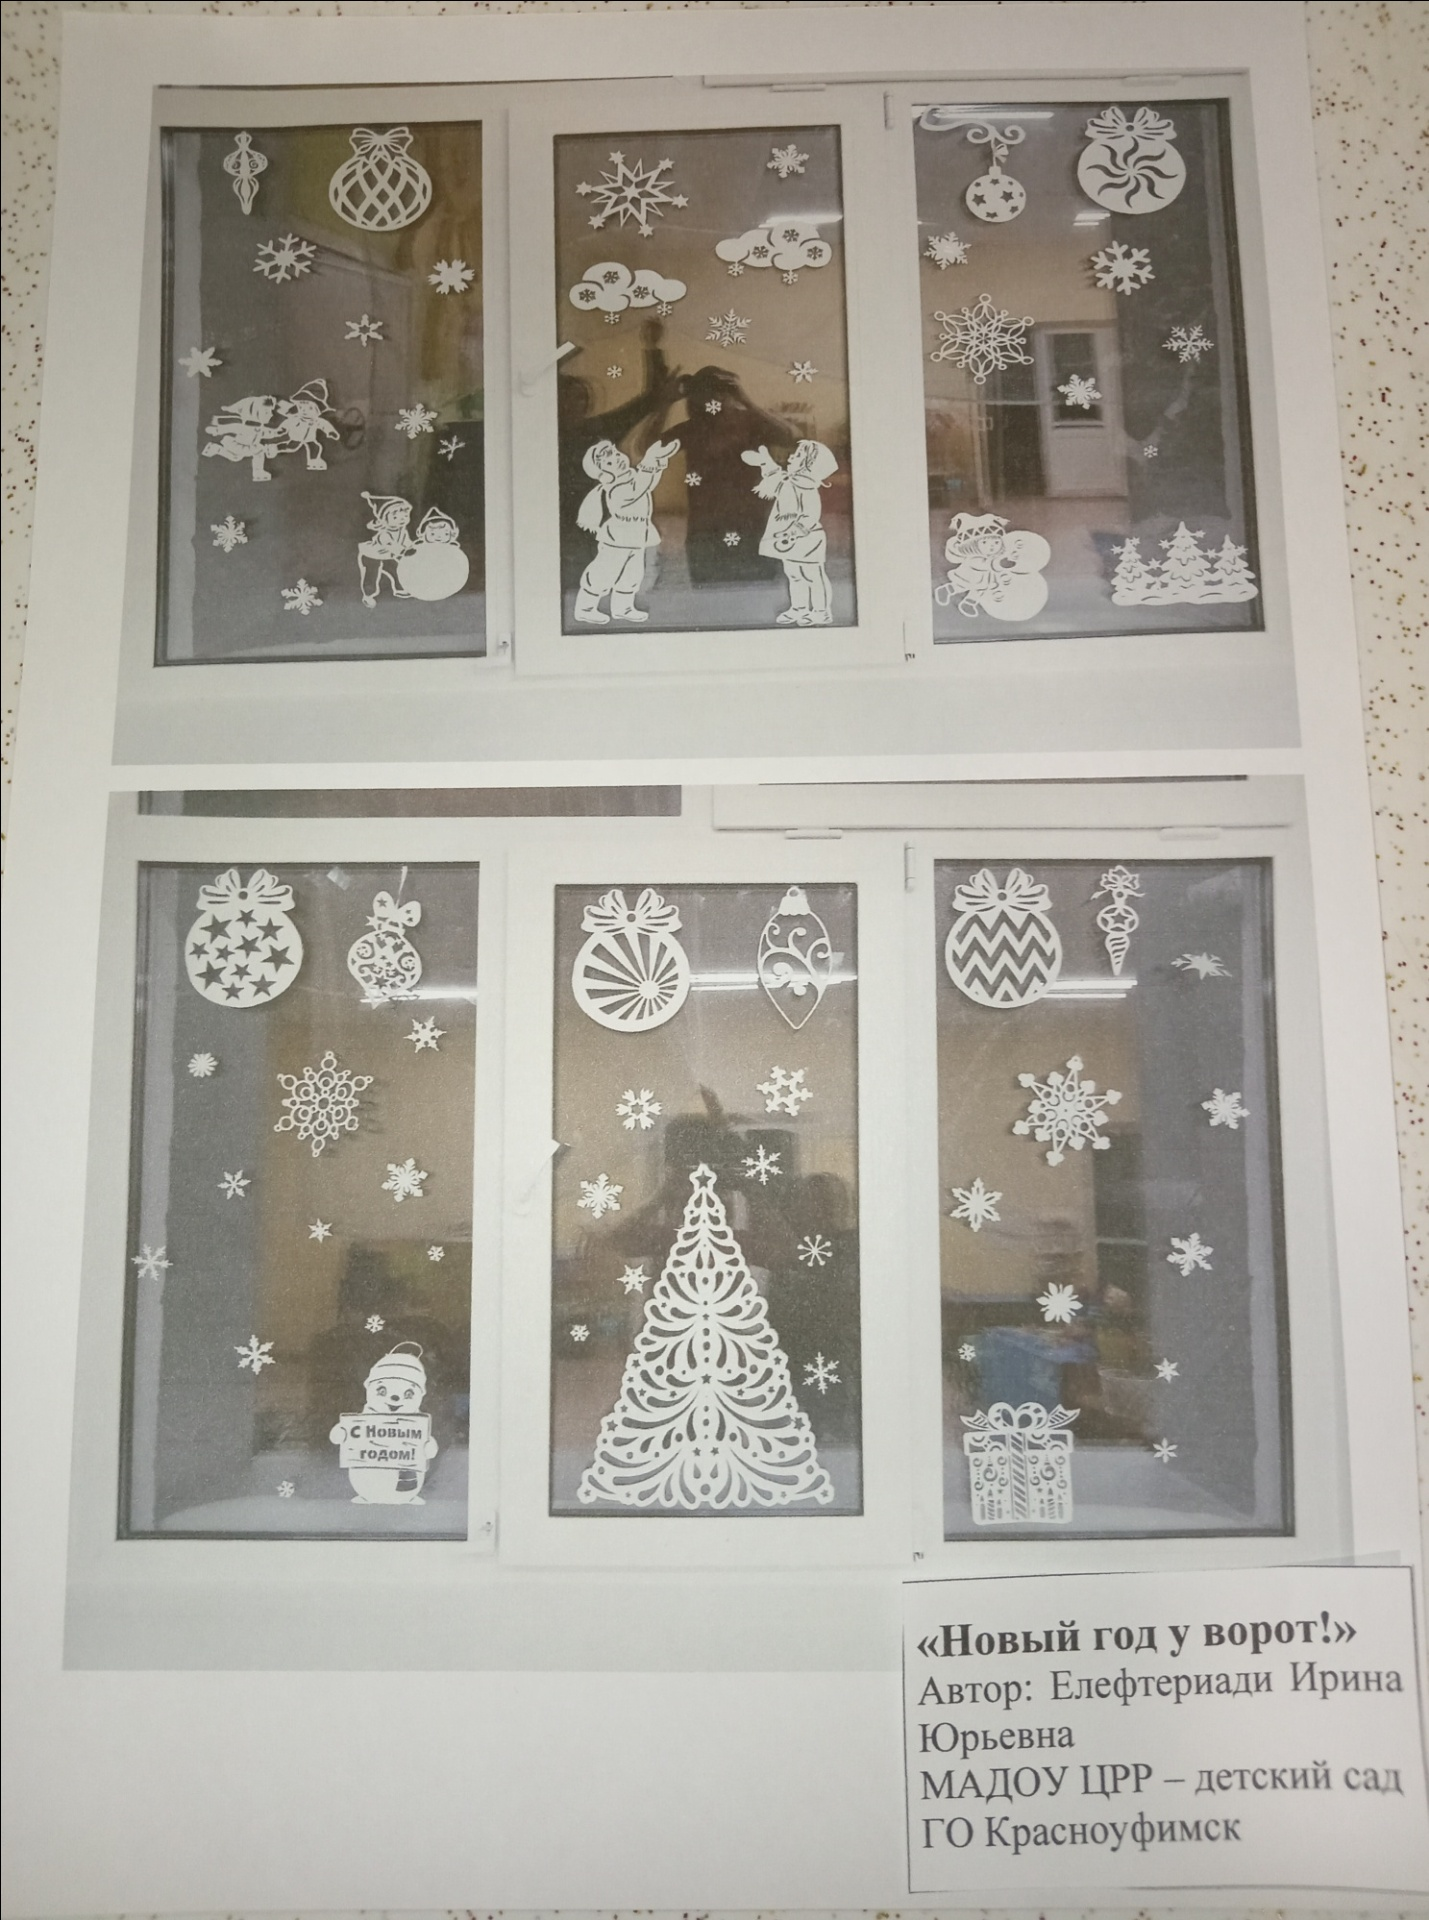 С Новым
годом!
«Новый год у ворот!»
Автор: Елефтериади Ирина
Юрьевна
МАДОУ ЦРР – детский сад
ГО Красноуфимск